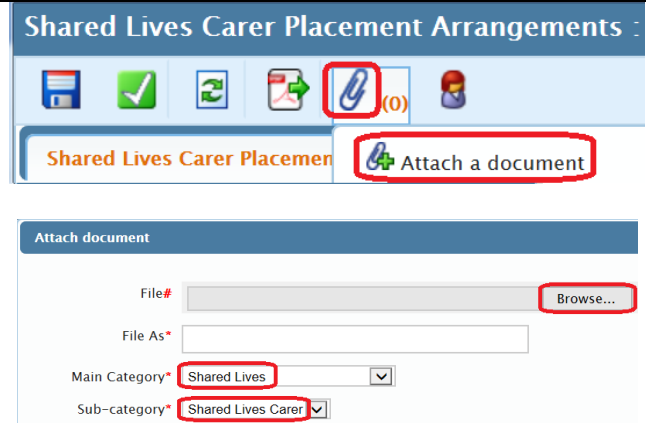 Shared Lives Carer Placement Arrangements :
(0)
Shared Lives Carer Placemen
Attach a document
Attach document
File# Browse...
File As*
Main Category* Shared Lives
Sub-category* Shared Lives Carer